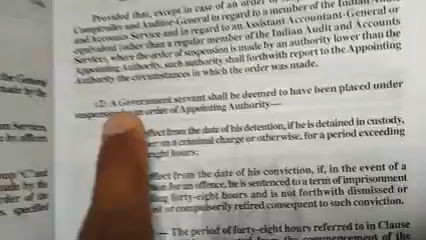 Provided that, except in case of an order of
Comptroller and Auditor-General in regard to a member of the Indian
and Accounts Service and in regard to an Assistant Accountant-General or
equivalent (other than a regular member of the Indian Audit and Accounts
Service), where the order of suspension is made by an authority lower than the
Appointing Authority, such authority shall forthwith report to the Appointing
Authority the circumstances in which the order was made.
(2) A Government servant shall be deemed to have been placed under
suspension by an order of Appointing Authority—
effect from the date of his detention, if he is detained in custody,
on a criminal charge or otherwise, for a period exceeding
eight hours;
effect from the date of his conviction, if, in the event of a
for an offence, he is sentenced to a term of imprisonment
forty-eight hours and is not forthwith dismissed or
or compulsorily retired consequent to such conviction.
— The period of forty-eight hours referred to in Clause
from the commencement of the